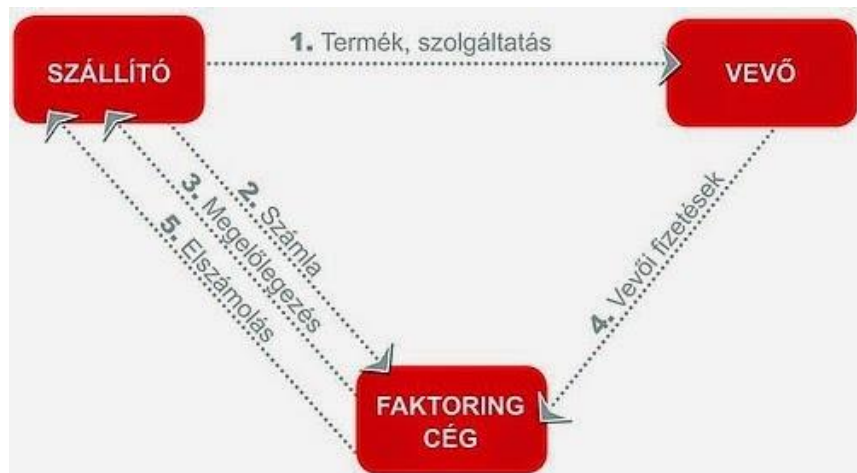 SZÁLLÍTÓ
1. Termék, szolgáltatás
VEVŐ
2. Számla
3. Megelőlegezés
5. Elszámolás
4. Vevői fizetések
FAKTORING
CÉG